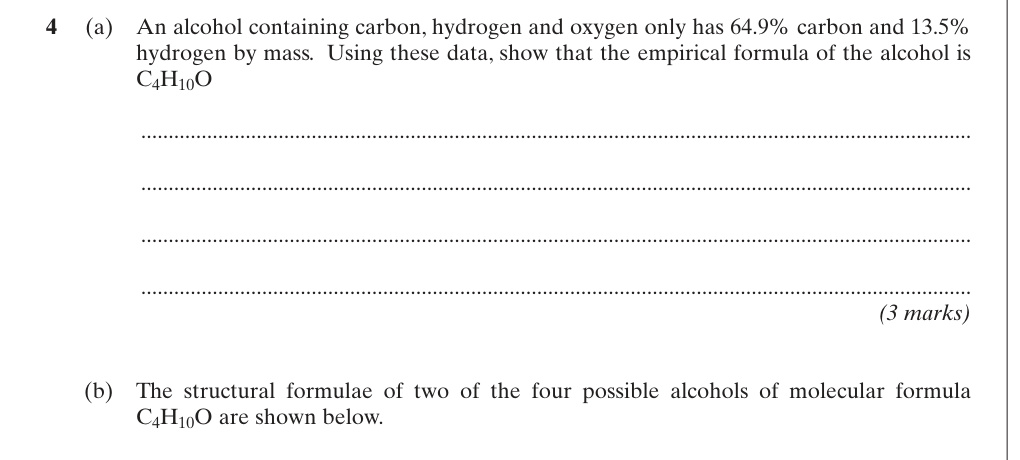 4 (a) An alcohol containing carbon, hydrogen and oxygen only has 64.9% carbon and 13.5%
hydrogen by mass. Using these data, show that the empirical formula of the alcohol is
C₄H₁₀O
(3 marks)
(b) The structural formulae of two of the four possible alcohols of molecular formula
C₄H₁₀O are shown below.